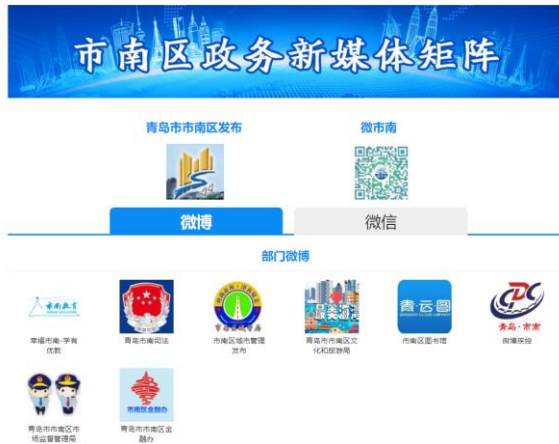 市南区政务新媒体矩阵
青岛市市南区发布
微市南
微博
微信
部门微博
市南教育
青云图
CDC
青岛·市南
幸福市南-学有
优教
青岛市南司法
市南区城市管理
发布
青岛市市南区文
化和旅游局
市南区图书馆
微博疾控
市南区金融办
青岛市市南区市
场监督管理局
青岛市市南区金
融办